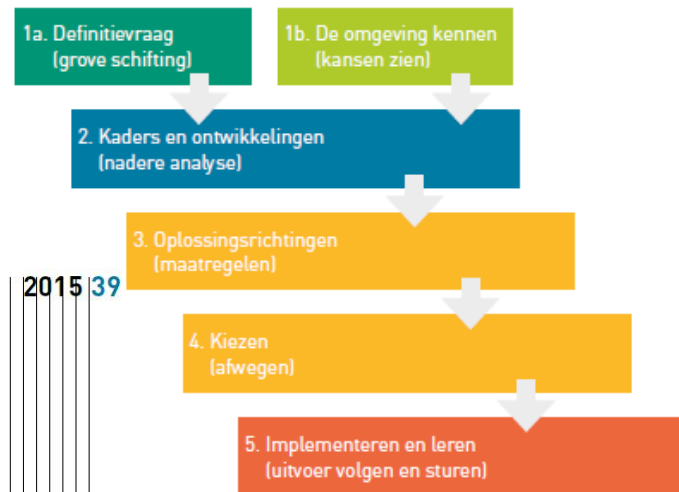 1a. Definitievraag
(grove schifting)
1b. De omgeving kennen
(kansen zien)
2. Kaders en ontwikkelingen
(nadere analyse)
3. Oplossingsrichtingen
(maatregelen)
2015 39
4. Kiezen
(afwegen)
5. Implementeren en leren
(uitvoer volgen en sturen)